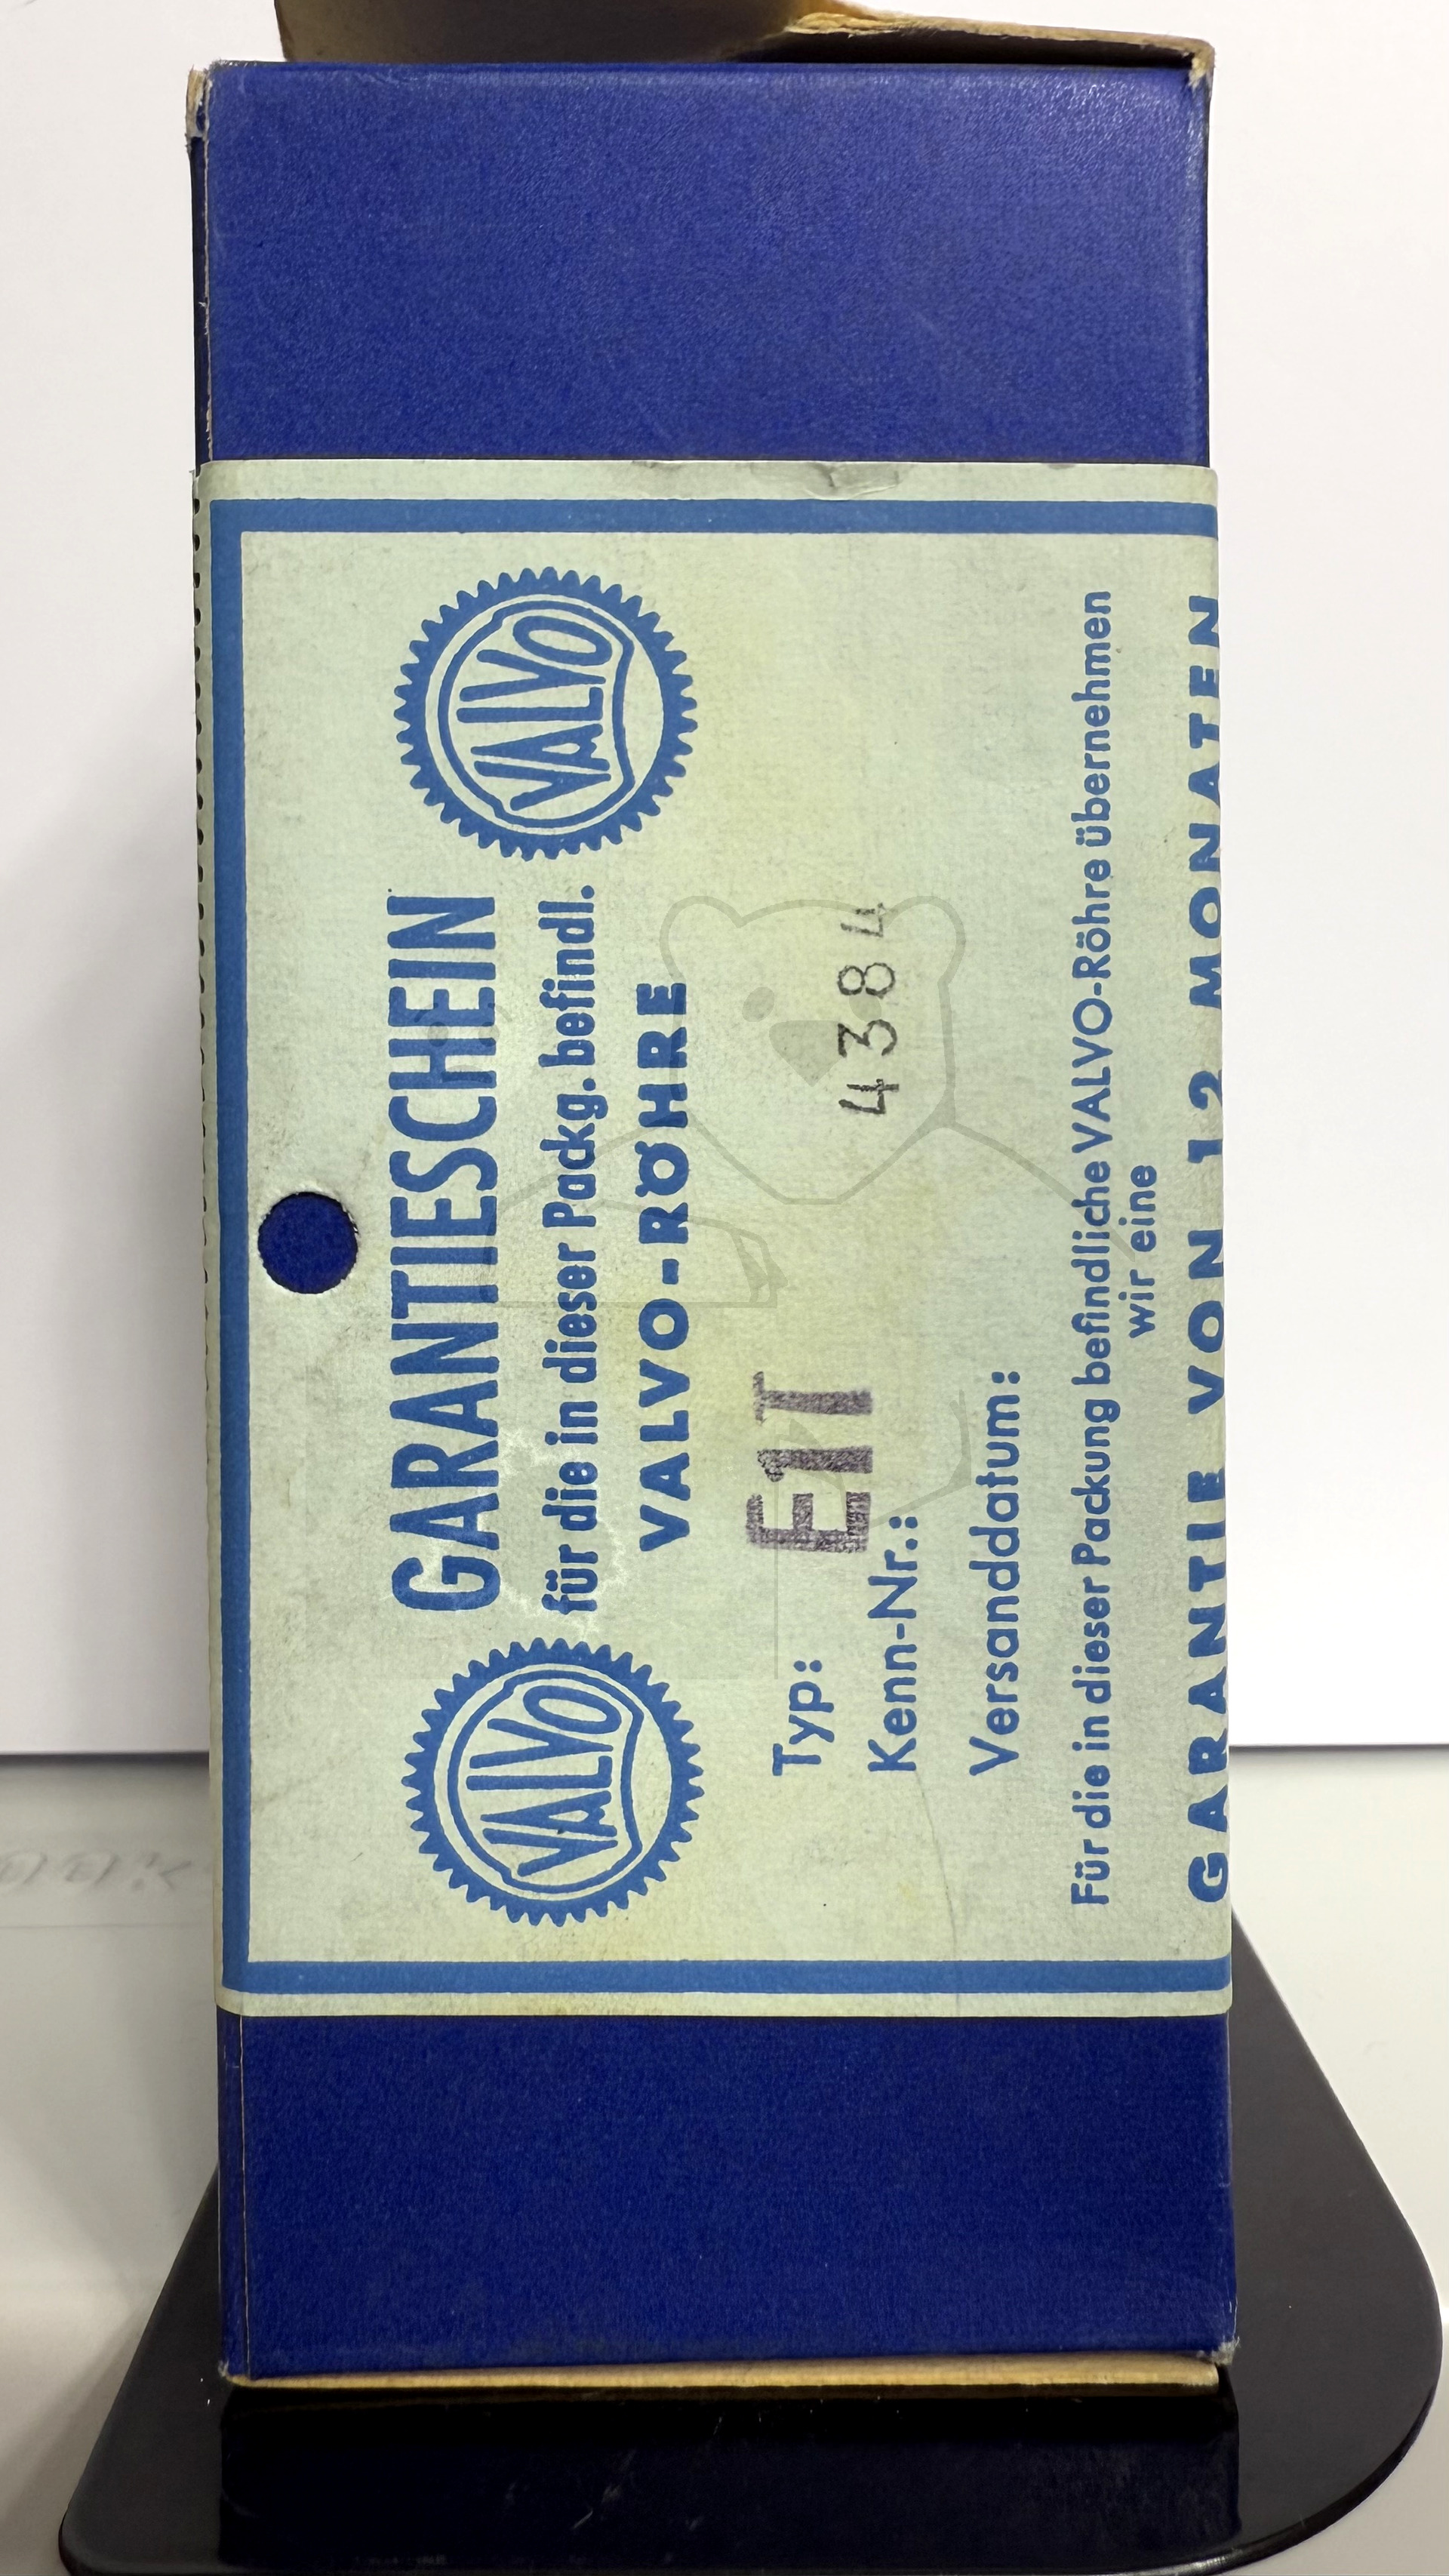 GARANTIESCHEIN
für die in dieser Packg. befindl.
VALVO-RÖHRE
VALVO
VALVO
Typ: E1T
Kenn-Nr.: 4384
Versanddatum:
Für die in dieser Packung befindliche VALVO-Röhre übernehmen
wir eine
GARANTIE VON 12 MONATEN